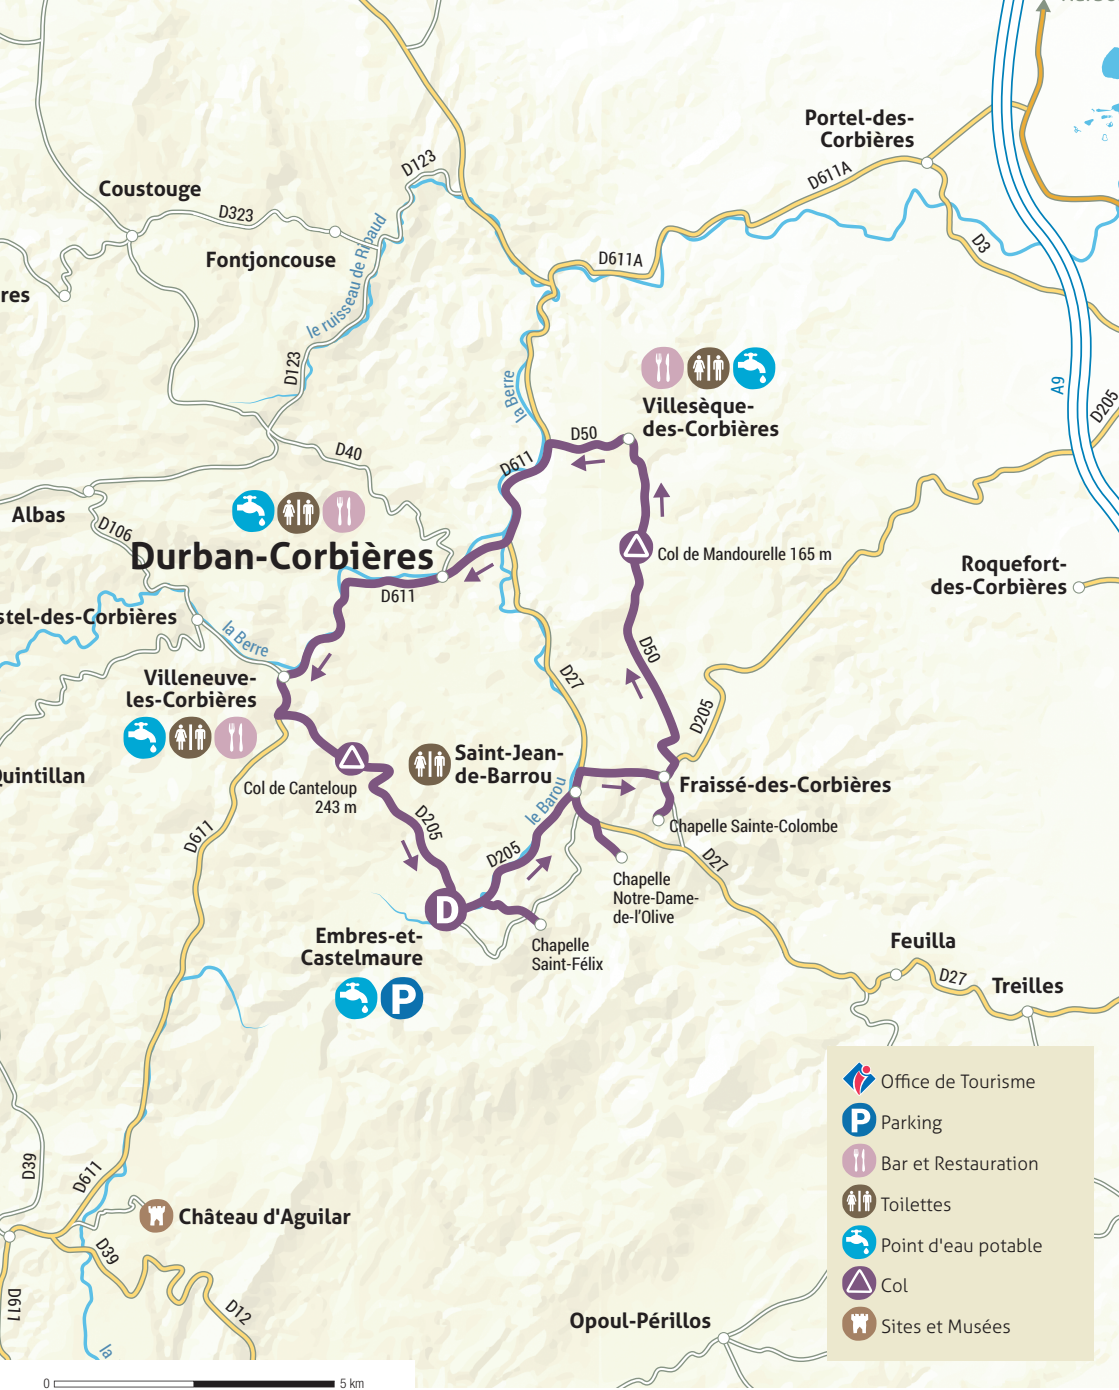 Portel-des-
Corbières
D611A
D123
Coustouge
D323
Fontjoncouse
le ruisseau de Ripaud
D611A
D3
res
D123
A9
D205
la Berre
Villesèque-
des-Corbières
D50
D611
D40
Albas
D106
Durban-Corbières
Col de Mandourelle 165 m
Roquefort-
des-Corbières
D611
stel-des-Corbières
la Berre
D50
D27
Villeneuve-
les-Corbières
D205
Saint-Jean-
de-Barrou
Quintillan
Col de Canteloup
243 m
Fraissé-des-Corbières
le Barou
D205
Chapelle Sainte-Colombe
D611
D205
D27
Chapelle
Notre-Dame-
de-l'Olive
D
Embres-et-
Castelmaure
Chapelle
Saint-Félix
P
Feuilla
D27
Treilles
Office de Tourisme
P Parking
Bar et Restauration
Toilettes
Point d'eau potable
Col
Sites et Musées
D39
D611
Château d'Aguilar
D39
D611
D12
la
Opoul-Périllos
0 5 km